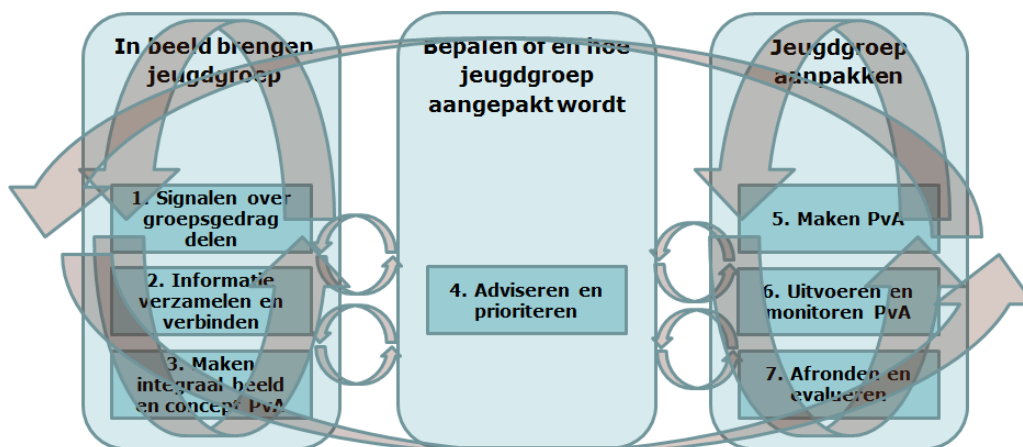 In beeld brengen
jeugdgroep
1. Signalen over
groepsgedrag
delen
2. Informatie
verzamelen en
verbinden
3. Maken
integraal beeld
en concept PvA
Bepalen of en hoe
jeugdgroep
aangepakt wordt
4. Adviseren en
prioriteren
Jeugdgroep
aanpakken
5. Maken PvA
6. Uitvoeren en
monitoren PvA
7. Afronden en
evalueren